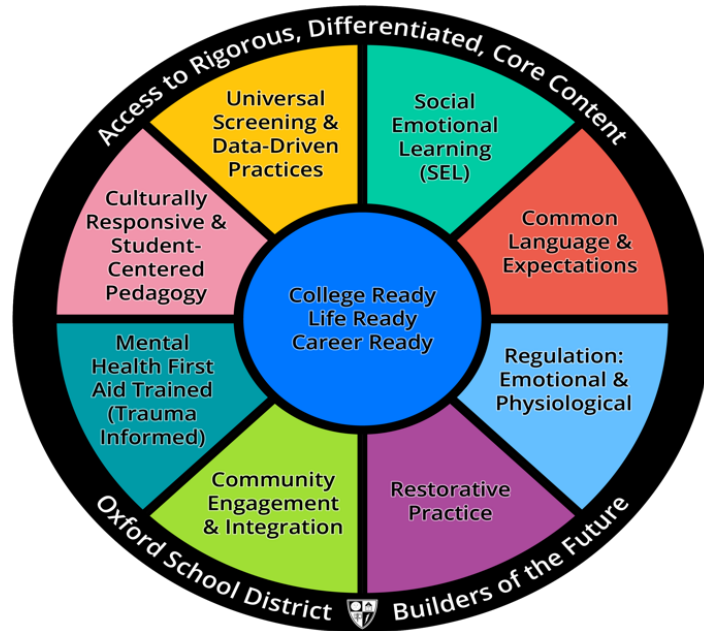 Access to Rigorous, Differentiated, Core Content
Universal
Screening &
Data-Driven
Practices
Social
Emotional
Learning
(SEL)
Common
Language &
Expectations
Regulation:
Emotional &
Physiological
Restorative
Practice
Community
Engagement
& Integration
Mental
Health First
Aid Trained
(Trauma
Informed)
Culturally
Responsive &
Student-
Centered
Pedagogy
College Ready
Life Ready
Career Ready
Oxford School District
Builders of the Future